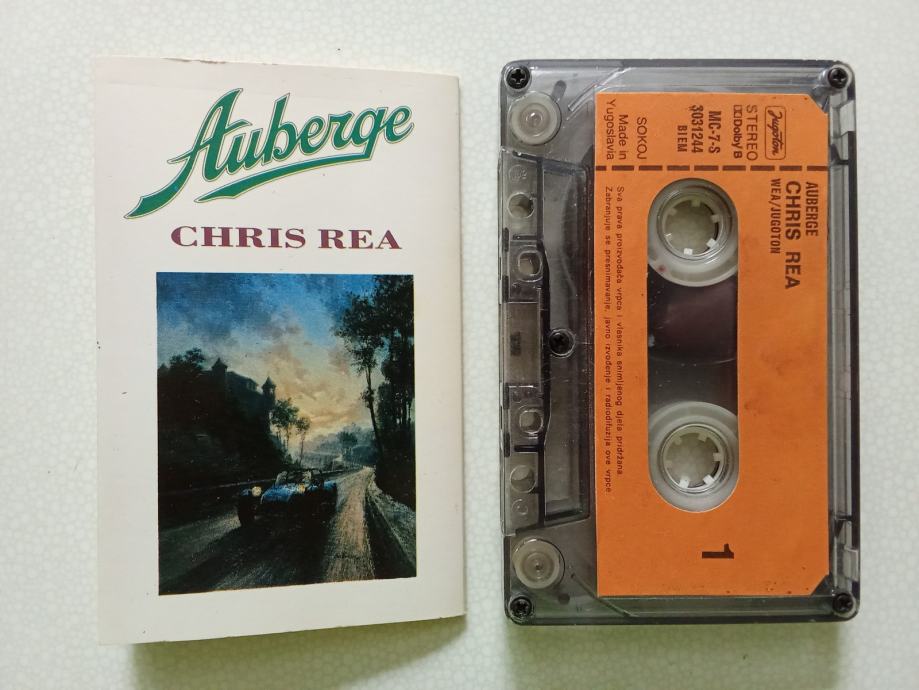 Auberge
CHRIS REA
AUBERGE
CHRIS REA
WEA/JUGOTON
Jugoton
STEREO
Dolby B
MC-7-S
3031244
BIEM
SOKOJ
Made in
Yugoslavia
Sva prava proizvođača vrpca i vlasnika snimljenog djela pridržana.
Zabranjuje se presnimavanje, javno izvođenje i radiodifuzija ove vrpce
1